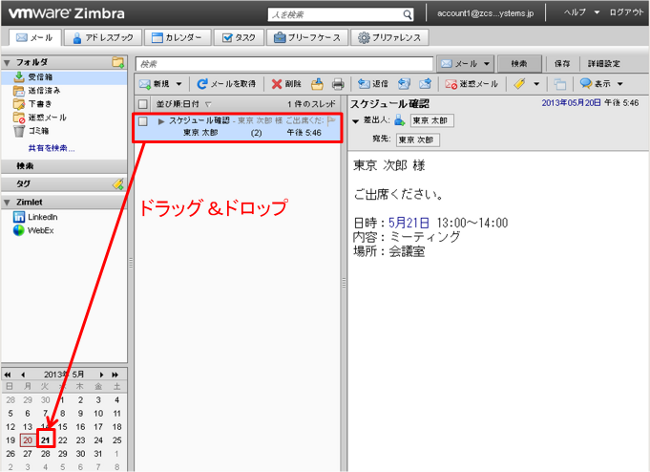 vmware Zimbra
人を検索
account1@zcs...ystems.jp
ヘルプ
ログアウト
メール
アドレスブック
カレンダー
タスク
ブリーフケース
プリファレンス
フォルダ
受信箱
送信済み
下書き
迷惑メール
ゴミ箱
共有を検索...
検索
タグ
Zimlet
LinkedIn
WebEx
検索
メール
検索
保存
詳細設定
新規
メールを取得
削除
返信
迷惑メール
表示
並び順:日付
1 件のスレッド
スケジュール確認 - 東京 次郎 様 ご出席くだ:
東京 太郎 (2) 午後 5:46
ドラッグ＆ドロップ
スケジュール確認
2013年05月20日 午後 5:46
差出人:
東京 太郎
宛先:
東京 次郎
東京 次郎 様
ご出席ください。
日時：5月21日 13:00～14:00
内容：ミーティング
場所：会議室
2013年 5月
日 月 火 水 木 金 土
28 29 30 1 2 3 4
5 6 7 8 9 10 11
12 13 14 15 16 17 18
19 20 21 22 23 24 25
26 27 28 29 30 31 1
2 3 4 5 6 7 8